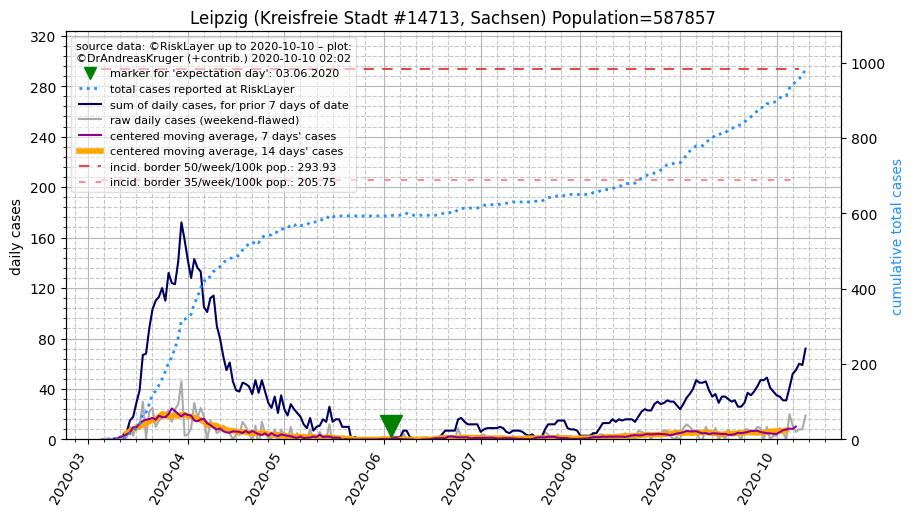 Leipzig (Kreisfreie Stadt #14713, Sachsen) Population=587857
source data: ©RiskLayer up to 2020-10-10 – plot:
©DrAndreasKruger (+contrib.) 2020-10-10 02:02
marker for 'expectation day': 03.06.2020
total cases reported at RiskLayer
sum of daily cases, for prior 7 days of date
raw daily cases (weekend-flawed)
centered moving average, 7 days' cases
centered moving average, 14 days' cases
incid. border 50/week/100k pop.: 293.93
incid. border 35/week/100k pop.: 205.75
daily cases
320
280
240
200
160
120
80
40
0
cumulative total cases
1000
800
600
400
200
0
2020-03
2020-04
2020-05
2020-06
2020-07
2020-08
2020-09
2020-10